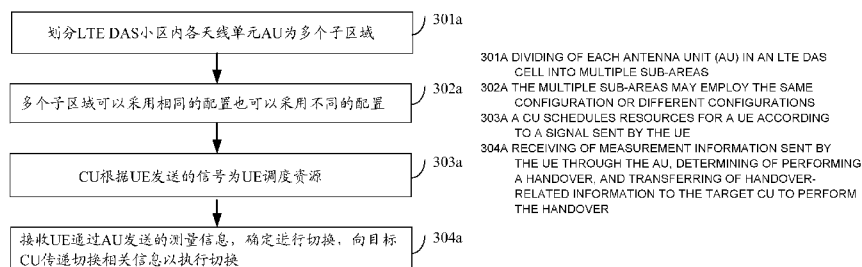 划分LTE DAS小区内各天线单元AU为多个子区域
301a
多个子区域可以采用相同的配置也可以采用不同的配置
302a
CU根据UE发送的信号为UE调度资源
303a
接收UE通过AU发送的测量信息，确定进行切换，向目标
CU传递切换相关信息以执行切换
304a
301A DIVIDING OF EACH ANTENNA UNIT (AU) IN AN LTE DAS
CELL INTO MULTIPLE SUB-AREAS
302A THE MULTIPLE SUB-AREAS MAY EMPLOY THE SAME
CONFIGURATION OR DIFFERENT CONFIGURATIONS
303A A CU SCHEDULES RESOURCES FOR A UE ACCORDING
TO A SIGNAL SENT BY THE UE
304A RECEIVING OF MEASUREMENT INFORMATION SENT BY
THE UE THROUGH THE AU, DETERMINING OF PERFORMING
A HANDOVER, AND TRANSFERRING OF HANDOVER-
RELATED INFORMATION TO THE TARGET CU TO PERFORM
THE HANDOVER